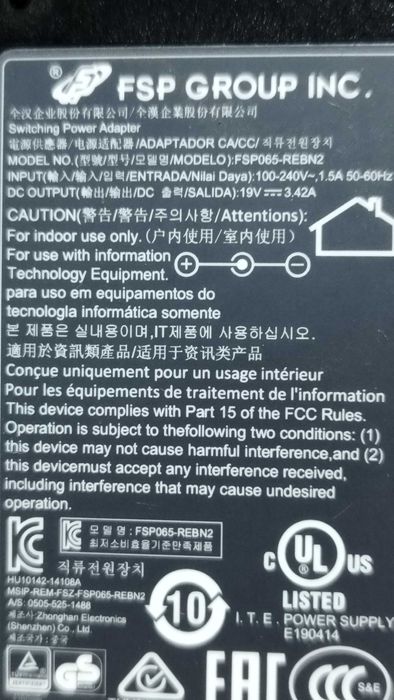 ® FSP GROUP INC.
全汉企业股份有限公司/全漢企業股份有限公司
Switching Power Adapter
電源供應器/电源适配器/ADAPTADOR CA/CC/직류전원장치
MODEL NO.(型號/型号/모델명/MODELO):FSP065-REBN2
INPUT(輸入/输入/입력/ENTRADA/Nilai Daya):100-240V~,1.5A 50-60Hz
DC OUTPUT(輸出/输出/DC 출력/SALIDA):19V⎓3.42A
CAUTION(警告/警告/주의사항/Attentions):
For indoor use only. (户内使用/室内使用)
For use with information
Technology Equipment.
para uso em equipamentos do
tecnologla informática somente
본 제품은 실내용이며,IT제품에 사용하십시오.
適用於資訊類產品/适用于资讯类产品
Conçue uniquement pour un usage intérieur
Pour les équipements de traitement de l'information
This device complies with Part 15 of the FCC Rules.
Operation is subject to thefollowing two conditions: (1)
this device may not cause harmful interference,and (2)
this devicemust accept any interference received,
including interference that may cause undesired
operation.
모델명:FSP065-REBN2
최저소비효율기준만족제품
직류전원장치
HU10142-14108A
MSIP-REM-FSZ-FSP065-REBN2
A/S: 0505-525-1488
제조사:Zhonghan Electronics
(Shenzhen) Co., Ltd.
제조국가:중국
10
C UL ® US
LISTED
I.T.E. POWER SUPPLY
E190414
GS
EAC
CCC
S&E